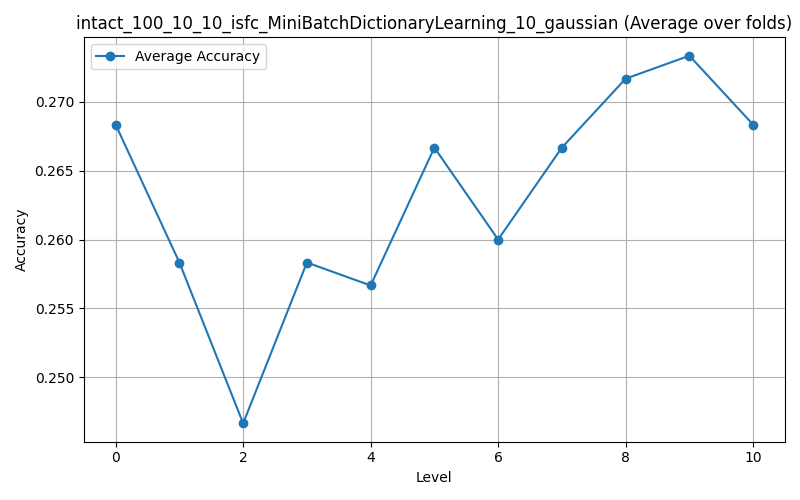 intact_100_10_10_isfc_MiniBatchDictionaryLearning_10_gaussian (Average over folds)
Average Accuracy
0.270
0.265
0.260
0.255
0.250
Accuracy
0 2 4 6 8 10
Level